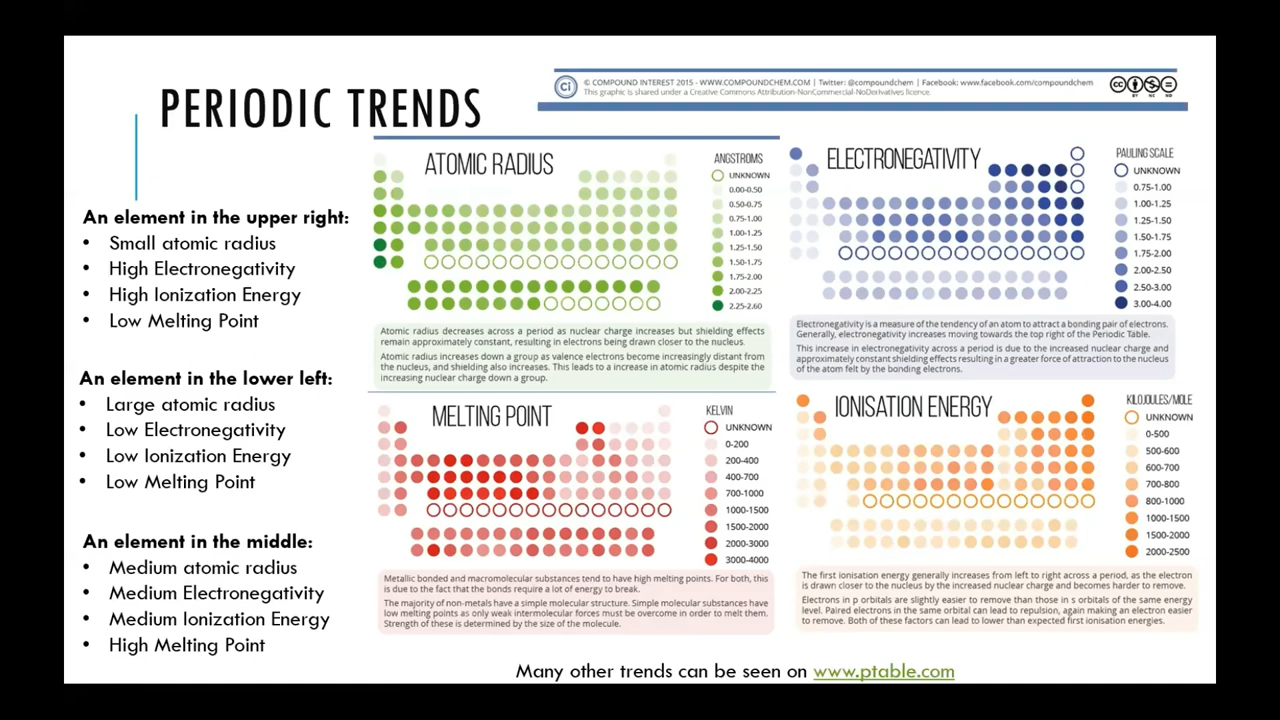 PERIODIC TRENDS
Ci
© COMPOUND INTEREST 2015 - WWW.COMPOUNDCHEM.COM | Twitter: @compoundchem | Facebook: www.facebook.com/compoundchem
This graphic is shared under a Creative Commons Attribution-NonCommercial-NoDerivatives licence.
cc
BY NC ND
An element in the upper right:
• Small atomic radius
• High Electronegativity
• High Ionization Energy
• Low Melting Point
An element in the lower left:
• Large atomic radius
• Low Electronegativity
• Low Ionization Energy
• Low Melting Point
An element in the middle:
• Medium atomic radius
• Medium Electronegativity
• Medium Ionization Energy
• High Melting Point
ATOMIC RADIUS
ANGSTROMS
UNKNOWN
0.00-0.50
0.50-0.75
0.75-1.00
1.00-1.25
1.25-1.50
1.50-1.75
1.75-2.00
2.00-2.25
2.25-2.60
Atomic radius decreases across a period as nuclear charge increases but shielding effects
remain approximately constant, resulting in electrons being drawn closer to the nucleus.
Atomic radius increases down a group as valence electrons become increasingly distant from
the nucleus, and shielding also increases. This leads to a increase in atomic radius despite the
increasing nuclear charge down a group.
ELECTRONEGATIVITY
PAULING SCALE
UNKNOWN
0.75-1.00
1.00-1.25
1.25-1.50
1.50-1.75
1.75-2.00
2.00-2.50
2.50-3.00
3.00-4.00
Electronegativity is a measure of the tendency of an atom to attract a bonding pair of electrons.
Generally, electronegativity increases moving towards the top right of the Periodic Table.
This increase in electronegativity across a period is due to the increased nuclear charge and
approximately constant shielding effects resulting in a greater force of attraction to the nucleus
of the atom felt by the bonding electrons.
MELTING POINT
KELVIN
UNKNOWN
0-200
200-400
400-700
700-1000
1000-1500
1500-2000
2000-3000
3000-4000
Metallic bonded and macromolecular substances tend to have high melting points. For both, this
is due to the fact that the bonds require a lot of energy to break.
The majority of non-metals have a simple molecular structure. Simple molecular substances have
low melting points as only weak intermolecular forces must be overcome in order to melt them.
Strength of these is determined by the size of the molecule.
IONISATION ENERGY
KILOJOULES/MOLE
UNKNOWN
0-500
500-600
600-700
700-800
800-1000
1000-1500
1500-2000
2000-2500
The first ionisation energy generally increases from left to right across a period, as the electron
is drawn closer to the nucleus by the increased nuclear charge and becomes harder to remove.
Electrons in p orbitals are slightly easier to remove than those in s orbitals of the same energy
level. Paired electrons in the same orbital can lead to repulsion, again making an electron easier
to remove. Both of these factors can lead to lower than expected first ionisation energies.
Many other trends can be seen on www.ptable.com